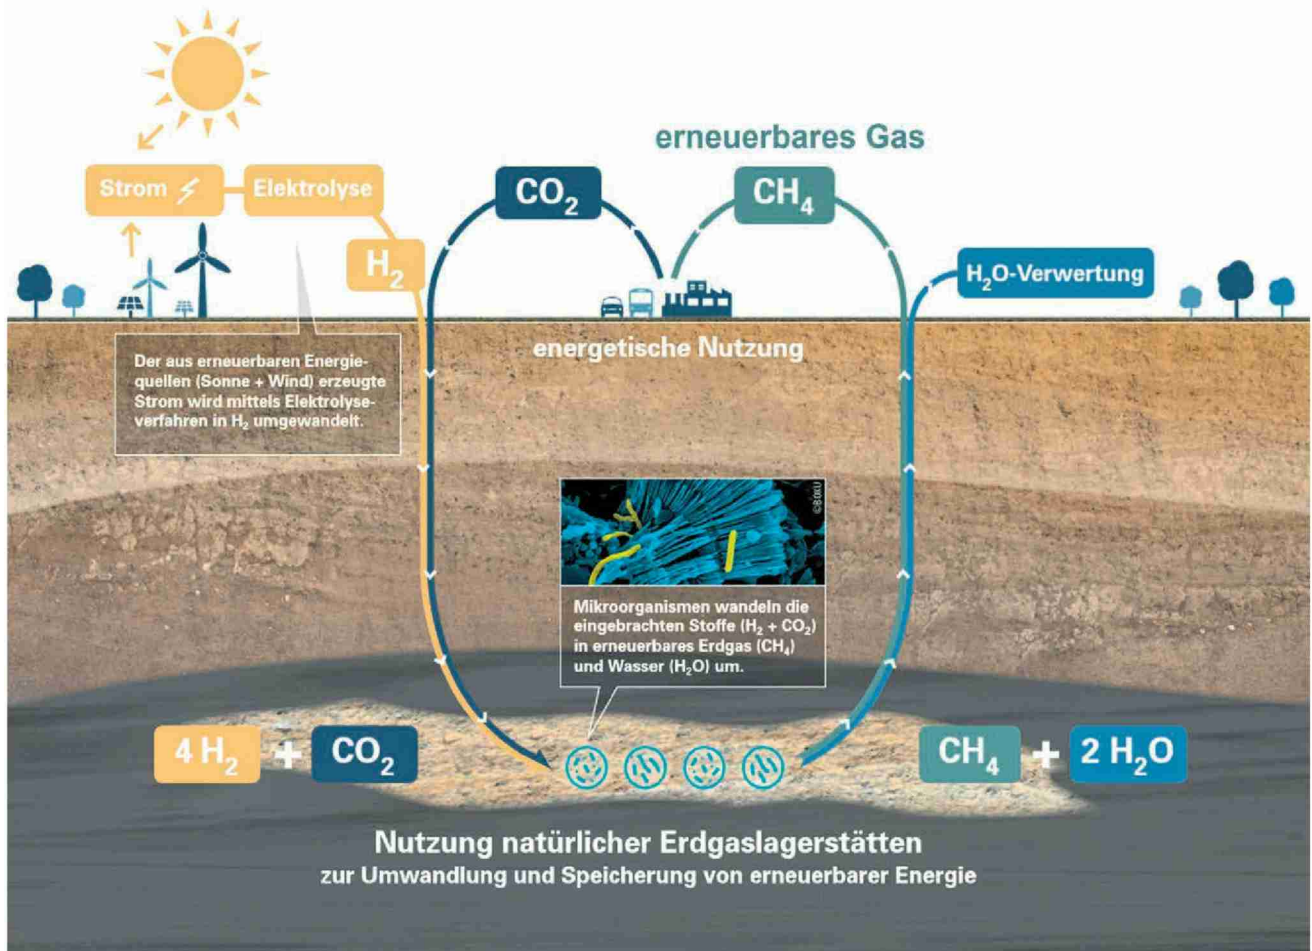 erneuerbares Gas
Strom
Elektrolyse
CO₂
CH₄
H₂
H₂O-Verwertung
energetische Nutzung
Der aus erneuerbaren Energie-
quellen (Sonne + Wind) erzeugte
Strom wird mittels Elektrolyse-
verfahren in H₂ umgewandelt.
©BOKU
Mikroorganismen wandeln die
eingebrachten Stoffe (H₂ + CO₂)
in erneuerbares Erdgas (CH₄)
und Wasser (H₂O) um.
4 H₂ + CO₂
CH₄ + 2 H₂O
Nutzung natürlicher Erdgaslagerstätten
zur Umwandlung und Speicherung von erneuerbarer Energie